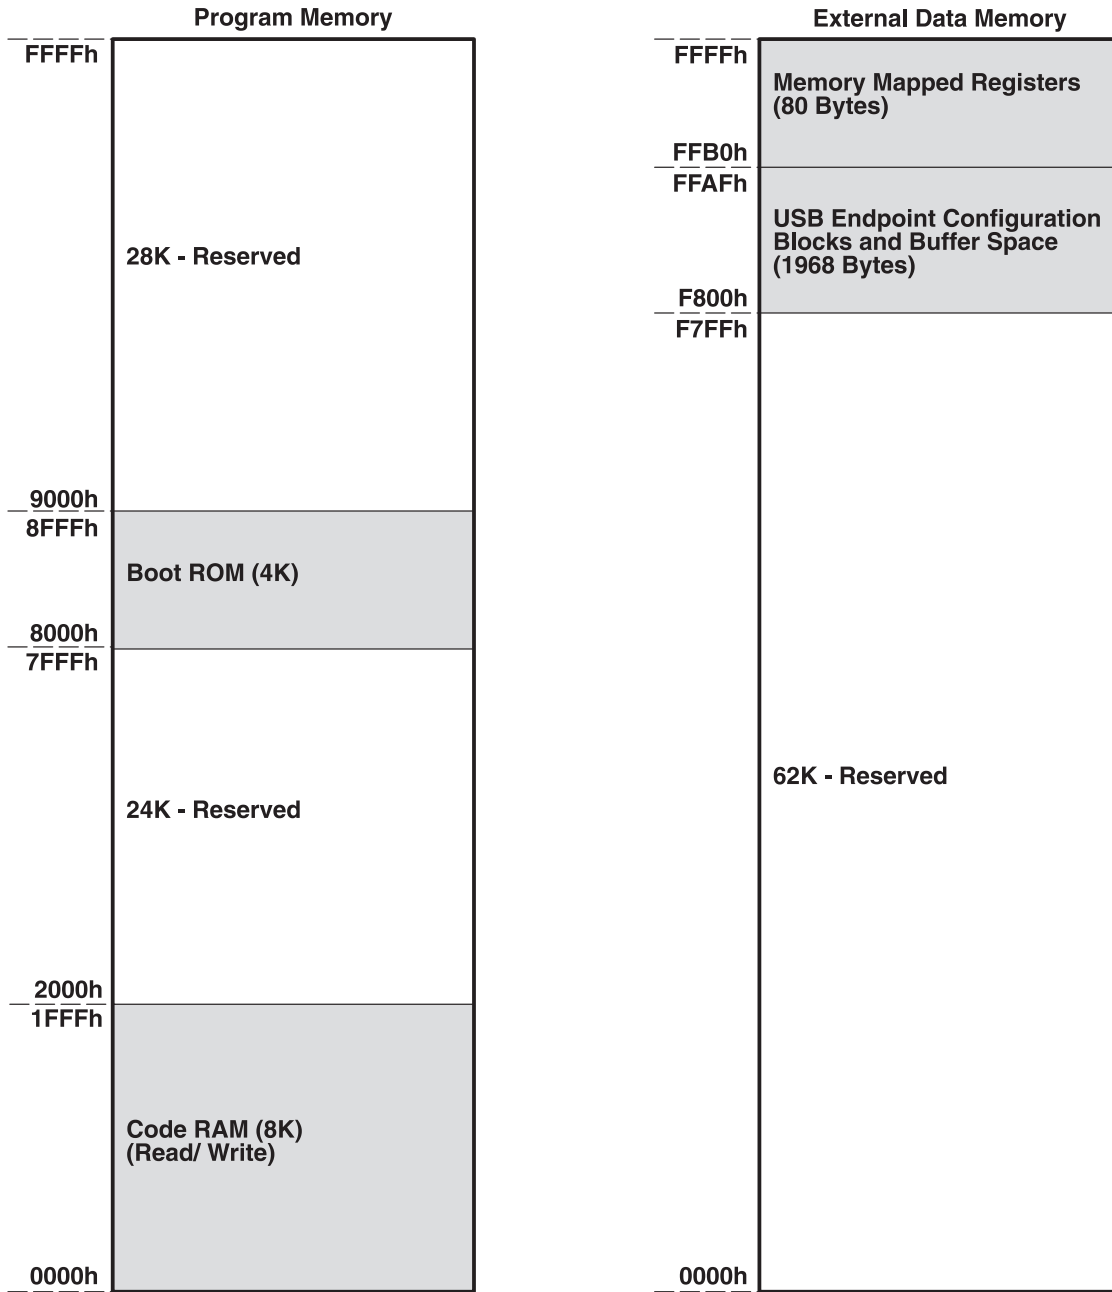 Program Memory
FFFFh
28K - Reserved
9000h
8FFFh
Boot ROM (4K)
8000h
7FFFh
24K - Reserved
2000h
1FFFh
Code RAM (8K)
(Read/ Write)
0000h
External Data Memory
FFFFh
Memory Mapped Registers
(80 Bytes)
FFB0h
FFAFh
USB Endpoint Configuration
Blocks and Buffer Space
(1968 Bytes)
F800h
F7FFh
62K - Reserved
0000h